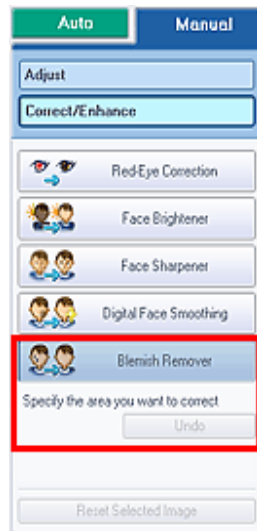 Auto Manual
Adjust
Correct/Enhance
Red-Eye Correction
Face Brightener
Face Sharpener
Digital Face Smoothing
Blemish Remover
Specify the area you want to correct
Undo
Reset Selected Image